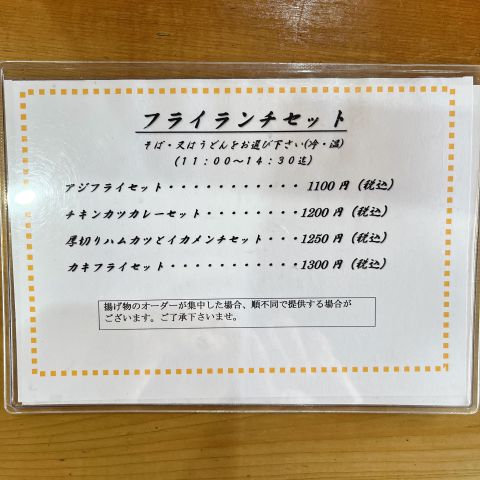 フライランチセット
そば・又はうどんをお選び下さい(冷・温)
(11:00~14:30迄)
アジフライセット・・・・・・・・・・・1100円(税込)
チキンカツカレーセット・・・・・・・・1200円(税込)
厚切りハムカツとイカメンチセット・・・1250円(税込)
カキフライセット・・・・・・・・・・・1300円(税込)
揚げ物のオーダーが集中した場合、順不同で提供する場合が
ございます。ご了承下さいませ。